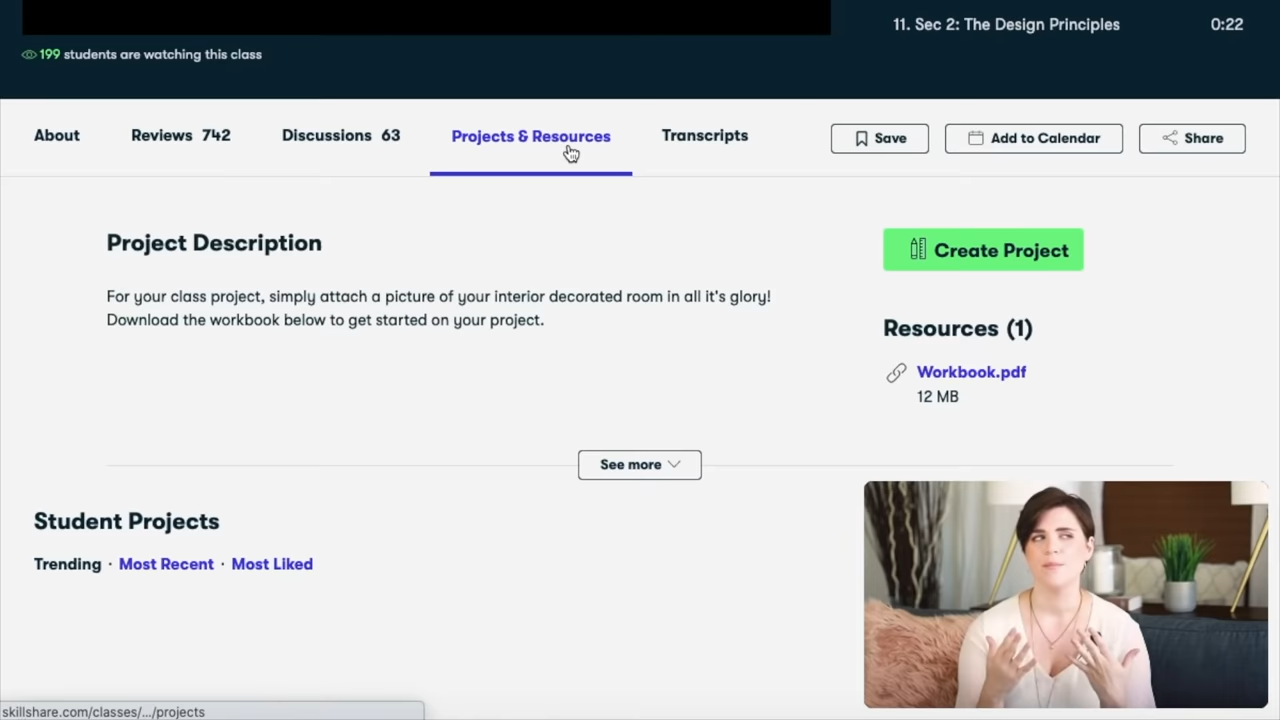 11. Sec 2: The Design Principles 0:22
199 students are watching this class
About Reviews 742 Discussions 63 Projects & Resources Transcripts Save Add to Calendar Share
Project Description
Create Project
For your class project, simply attach a picture of your interior decorated room in all it's glory!
Download the workbook below to get started on your project.
Resources (1)
Workbook.pdf
12 MB
See more
Student Projects
Trending · Most Recent · Most Liked
skillshare.com/classes/.../projects